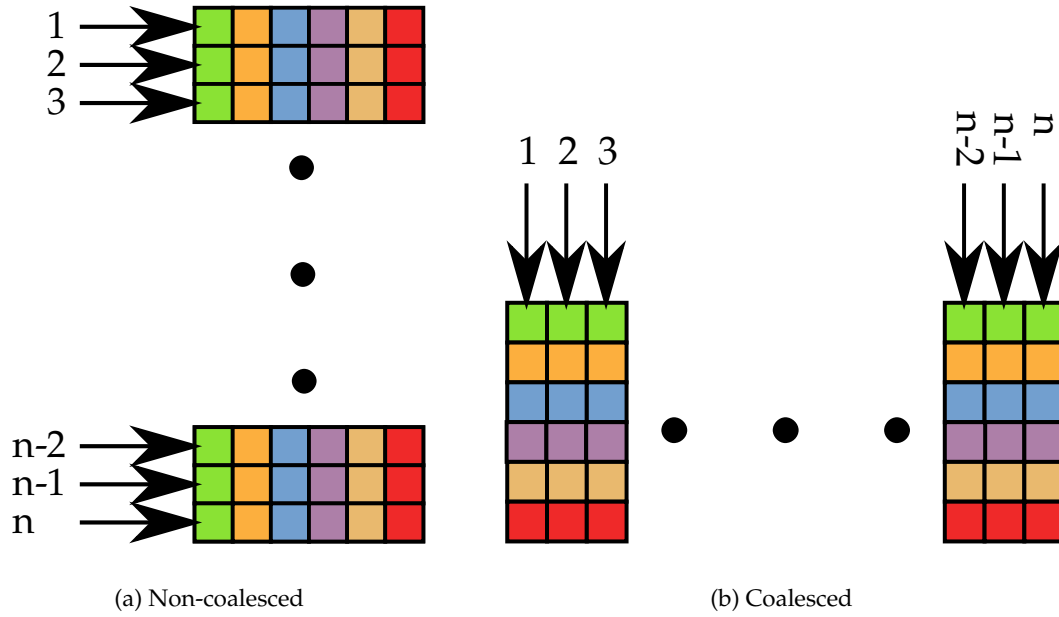 1
2
3
n-2
n-1
n
(a) Non-coalesced
1 2 3
n-2 n-1 n
(b) Coalesced